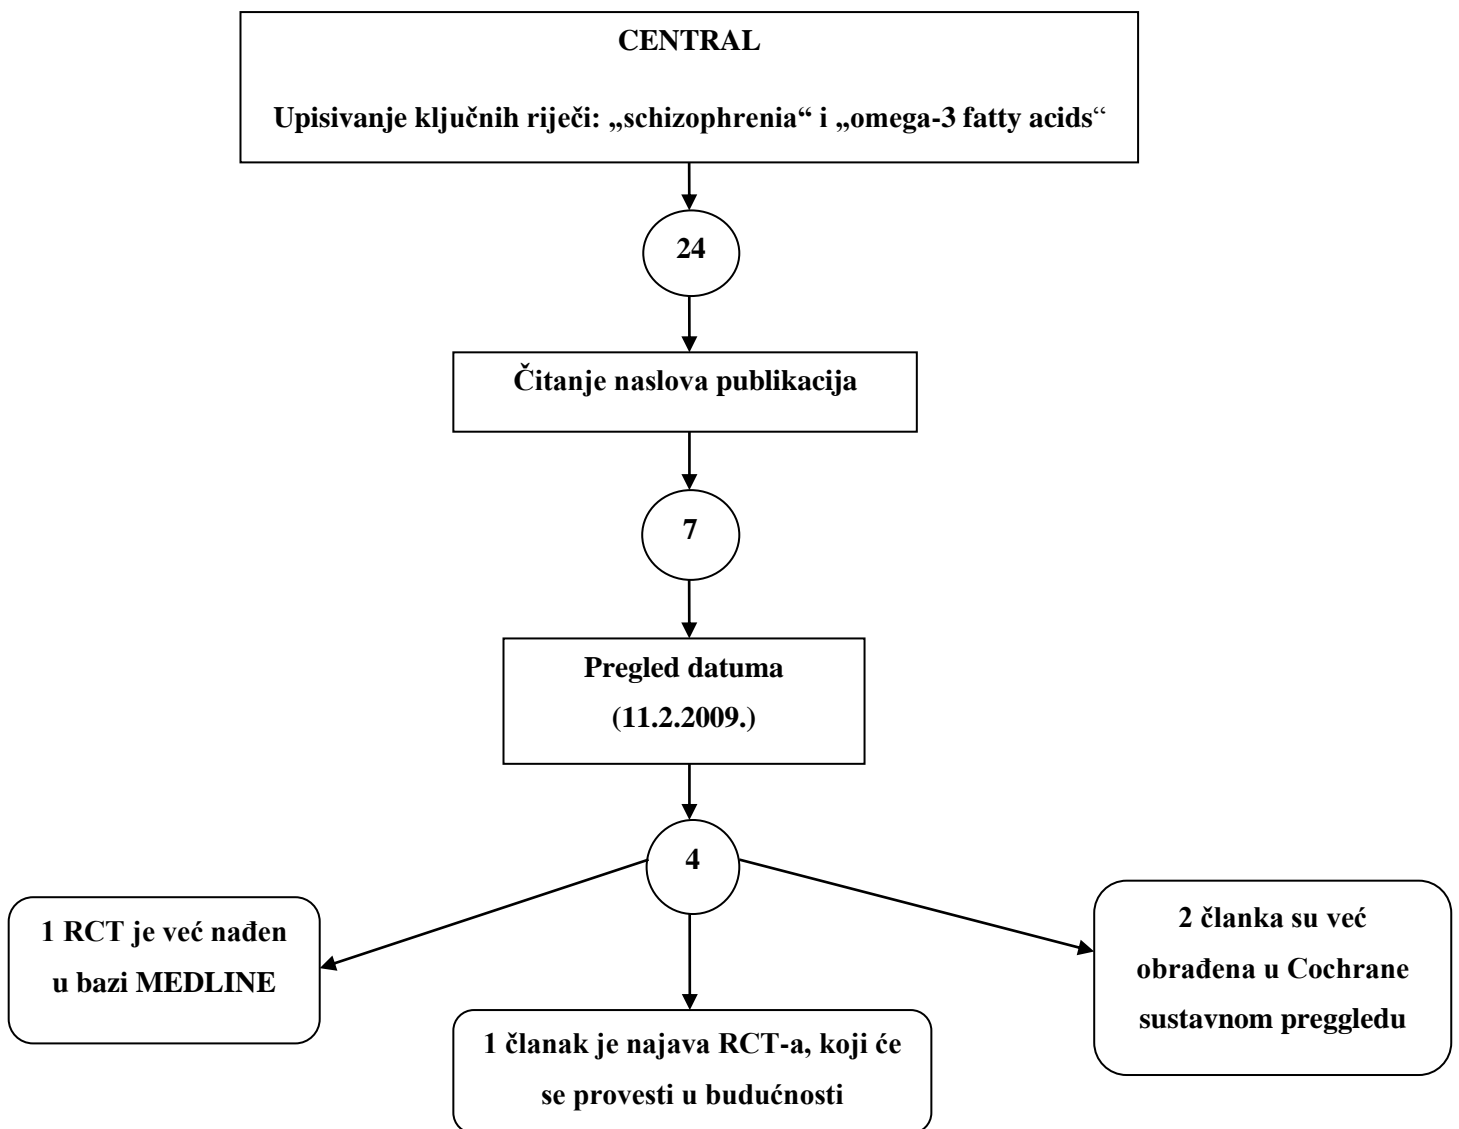 CENTRAL
Upisivanje ključnih riječi: „schizophrenia“ i „omega-3 fatty acids“
24
Čitanje naslova publikacija
7
Pregled datuma
(11.2.2009.)
4
1 RCT je već nađen
u bazi MEDLINE
1 članak je najava RCT-a, koji će
se provesti u budućnosti
2 članka su već
obrađena u Cochrane
sustavnom preggledu